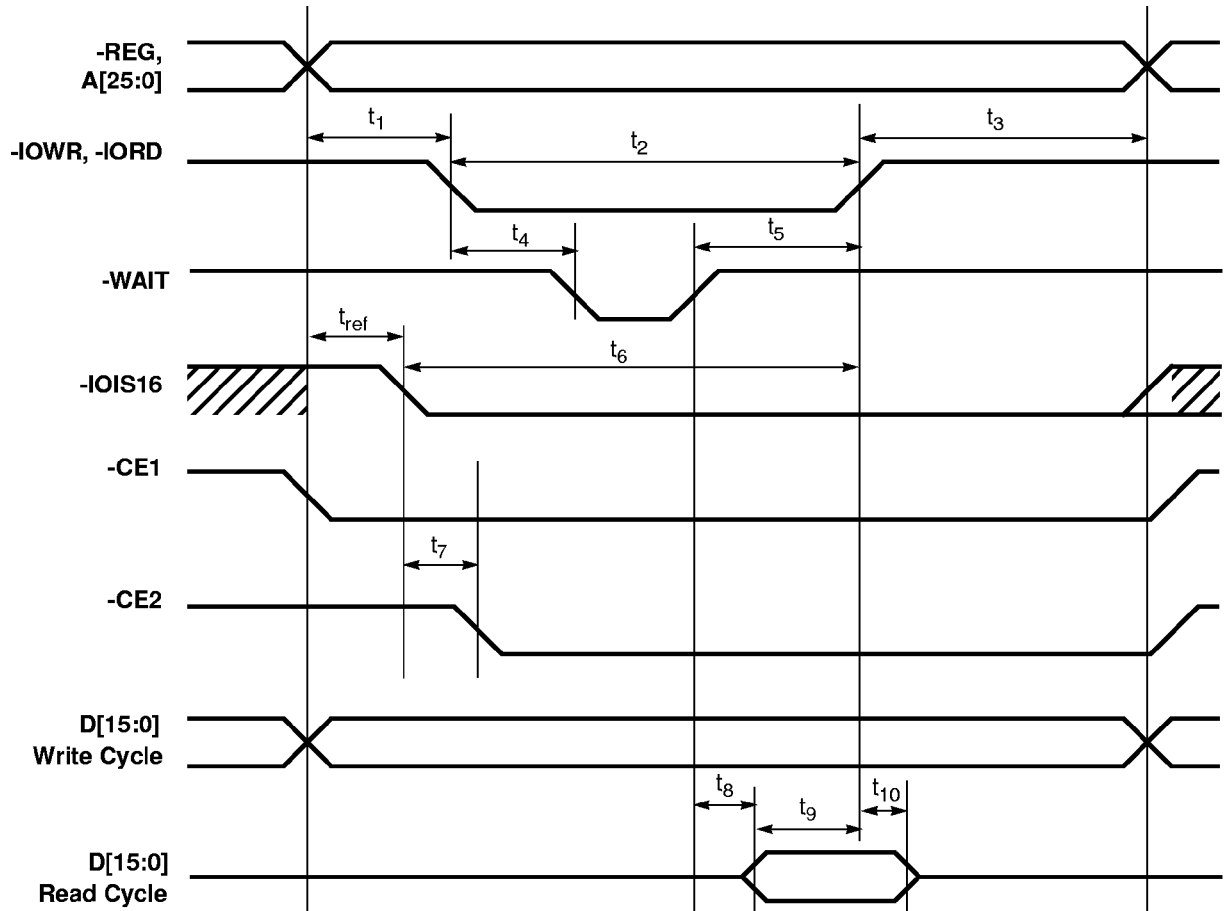 -REG,
A[25:0]
t1
t3
-IOWR, -IORD
t2
t4
t5
-WAIT
tref
t6
-IOIS16
-CE1
t7
-CE2
D[15:0]
Write Cycle
t8
t9
t10
D[15:0]
Read Cycle